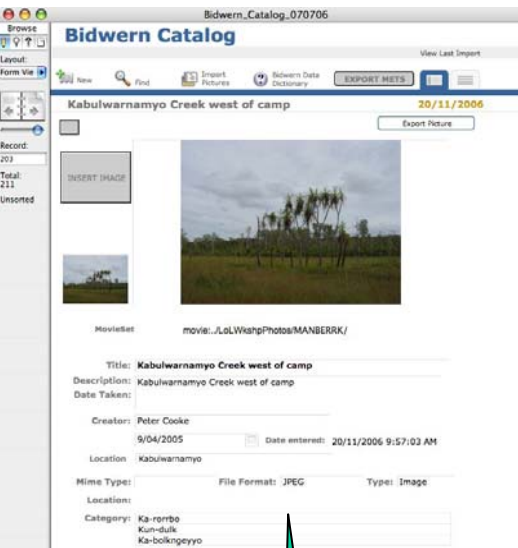 Bidwern_Catalog_070706
Browse
Bidwern Catalog
View Last Import
Layout:
Form Vie
New
Find
Import Pictures
Bidwern Data Dictionary
EXPORT METS
Kabulwarnamyo Creek west of camp
20/11/2006
Export Picture
Record:
203
Total:
211
Unsorted
INSERT IMAGE
MovieSet movie:./LoLWkshpPhotos/MANBERRK/
Title: Kabulwarnamyo Creek west of camp
Description: Kabulwarnamyo Creek west of camp
Date Taken:
Creator: Peter Cooke
9/04/2005 Date entered: 20/11/2006 9:57:03 AM
Location Kabulwarnamyo
Mime Type: File Format: JPEG Type: Image
Location:
Category: Ka-rorrbo
Kun-dulk
Ka-bolkngeyyo